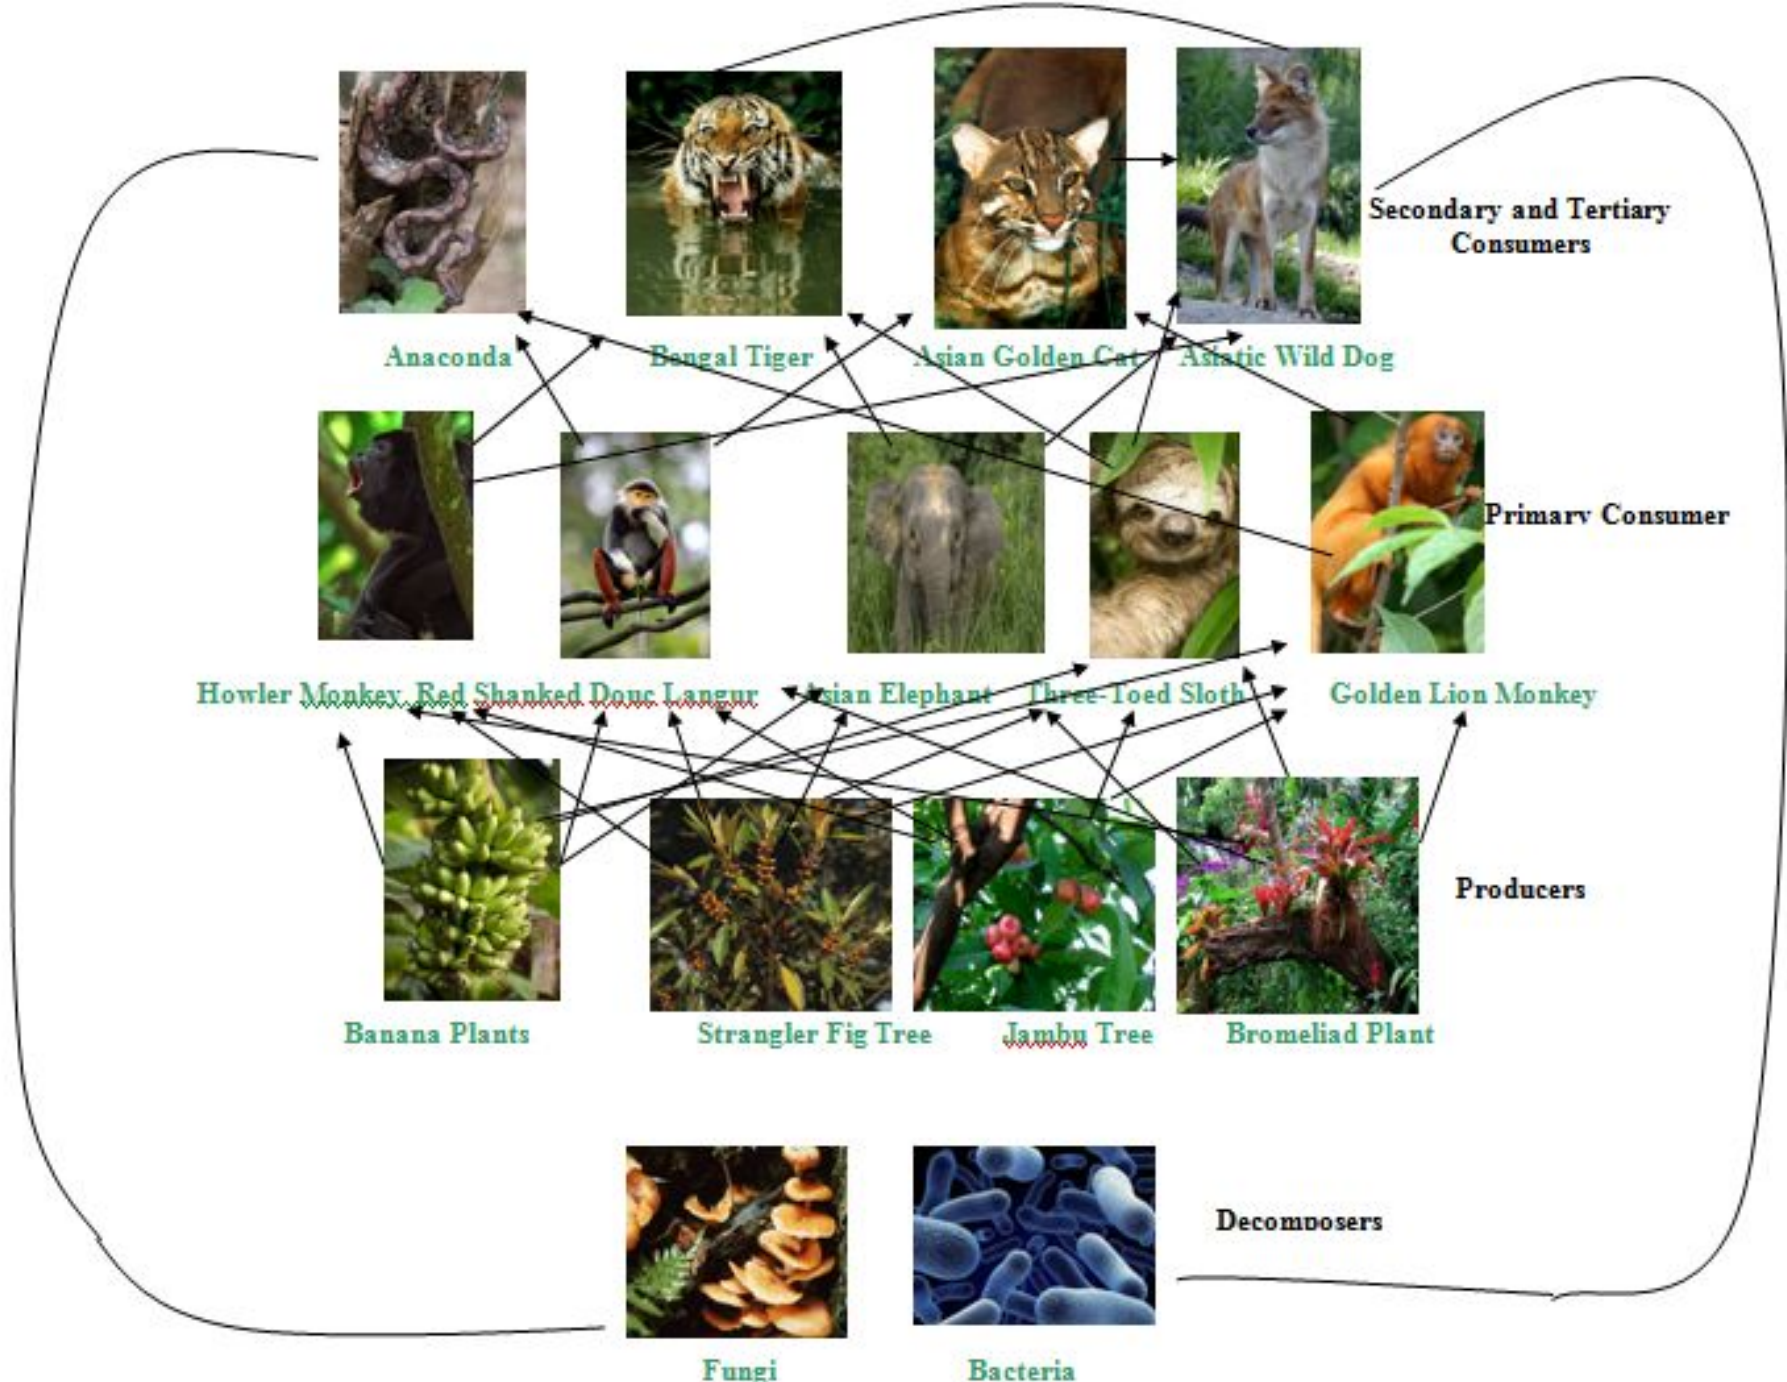 Secondary and Tertiary
Consumers
Anaconda
Bengal Tiger
Asian Golden Cat
Asiatic Wild Dog
Primary Consumer
Howler Monkey
Red Shanked Douc Langur
Asian Elephant
Three-Toed Sloth
Golden Lion Monkey
Producers
Banana Plants
Strangler Fig Tree
Jambu Tree
Bromeliad Plant
Decomposers
Fungi
Bacteria